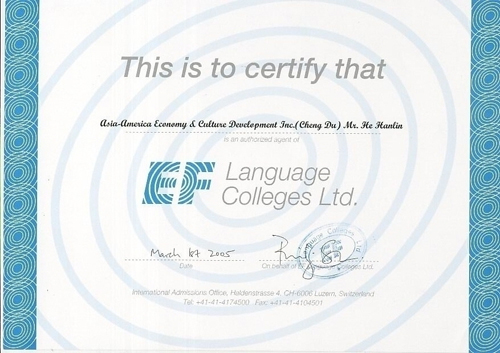 This is to certify that
Asia-America Economy & Culture Development Inc.(Cheng Du) Mr. He Hanlin
is an authorized agent of
EF Language
Colleges Ltd.
March 1st 2005
Date
On behalf of EF Language Colleges Ltd.
International Admissions Office, Haldenstrasse 4, CH-6006 Luzern, Switzerland
Tel: +41-41-4174500 Fax: +41-41-4104501